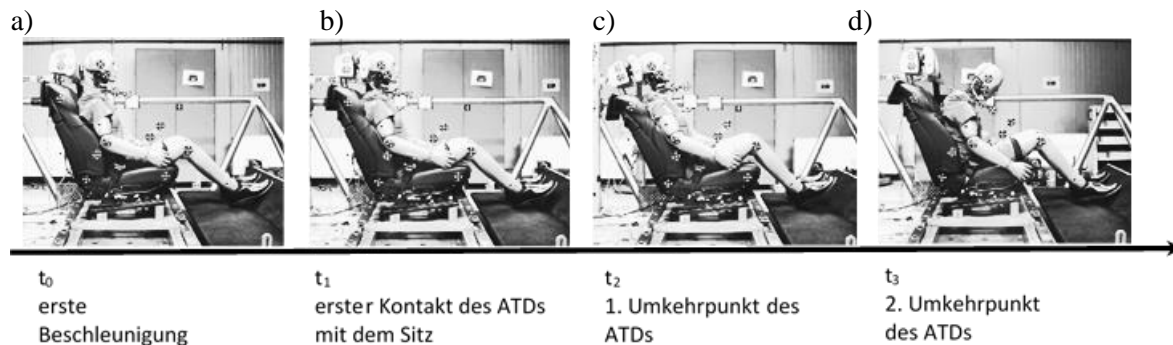 a) b) c) d)
t₀
erste
Beschleunigung
t₁
erster Kontakt des ATDs
mit dem Sitz
t₂
1. Umkehrpunkt des
ATDs
t₃
2. Umkehrpunkt
des ATDs